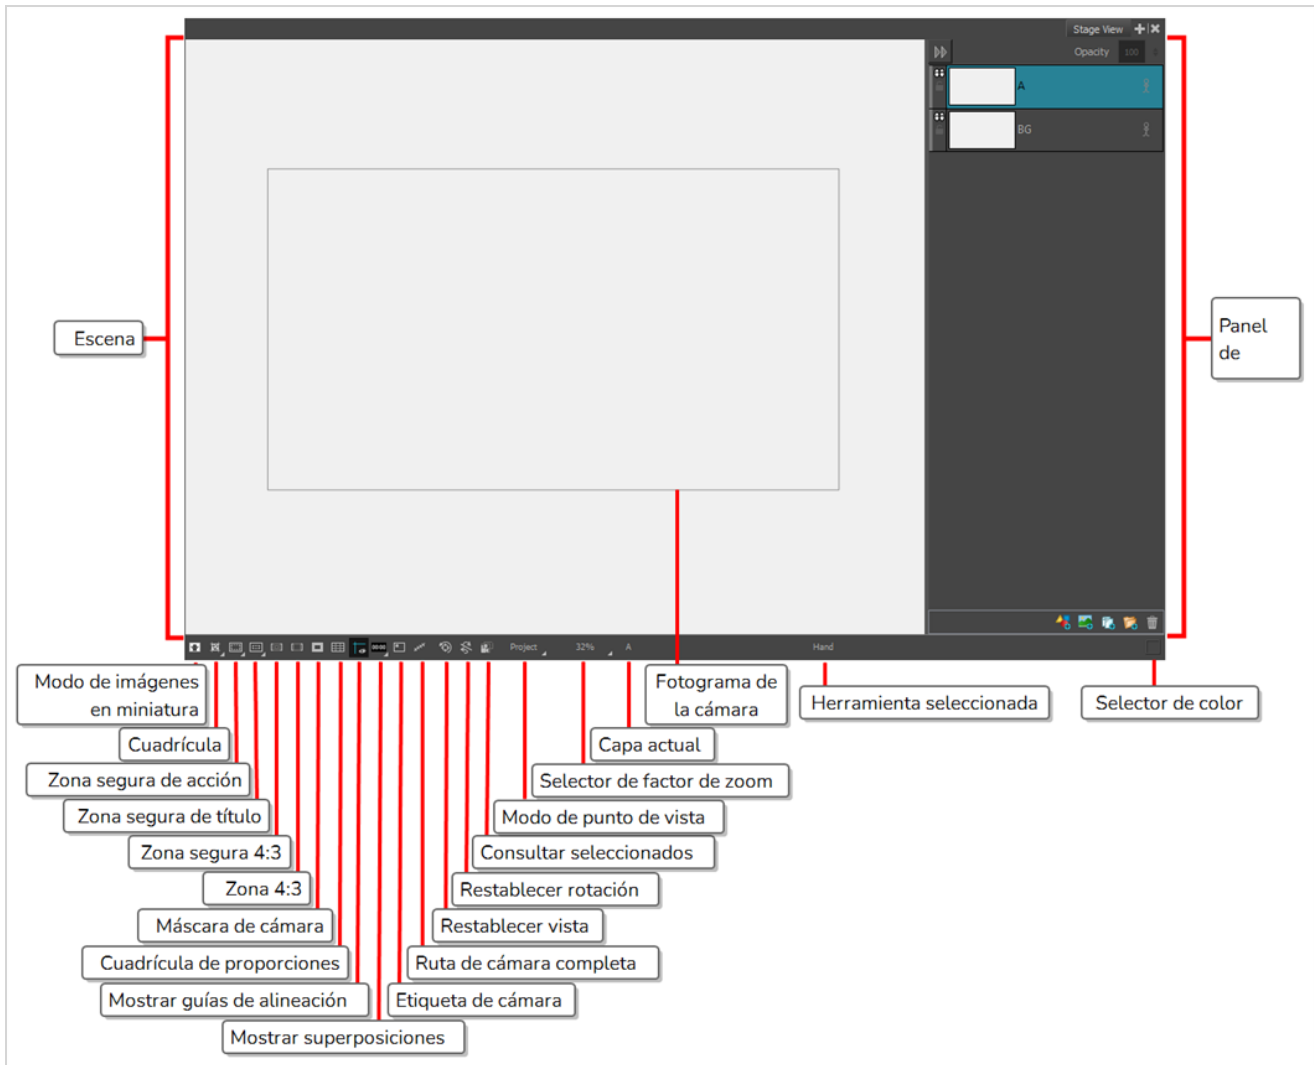 Stage View
Opacity 100
A
BG
Escena
Panel
de
Project
32%
A
Hand
Modo de imágenes
en miniatura
Fotograma de
la cámara
Herramienta seleccionada
Selector de color
Cuadrícula
Capa actual
Zona segura de acción
Selector de factor de zoom
Zona segura de título
Modo de punto de vista
Zona segura 4:3
Consultar seleccionados
Zona 4:3
Restablecer rotación
Máscara de cámara
Restablecer vista
Cuadrícula de proporciones
Ruta de cámara completa
Mostrar guías de alineación
Etiqueta de cámara
Mostrar superposiciones